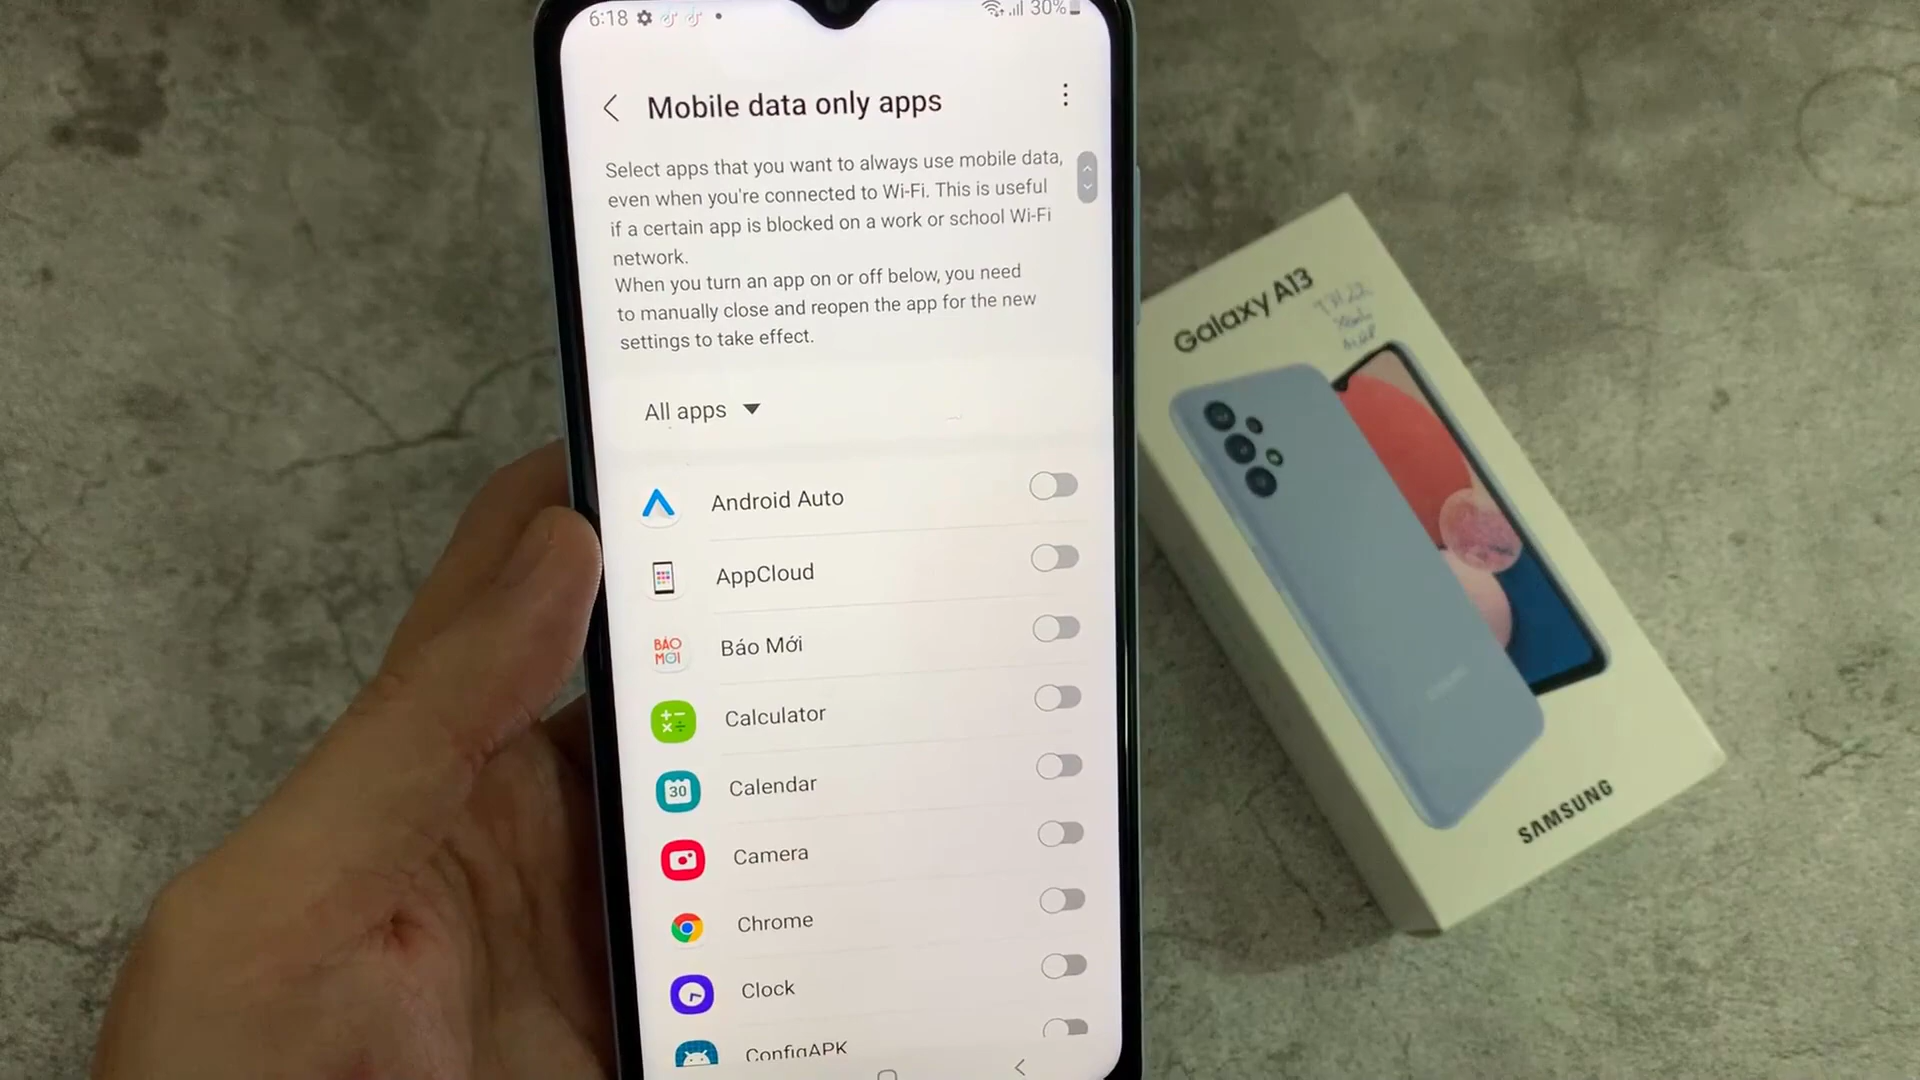 6:18
30%
Mobile data only apps
Select apps that you want to always use mobile data,
even when you're connected to Wi-Fi. This is useful
if a certain app is blocked on a work or school Wi-Fi
network.
When you turn an app on or off below, you need
to manually close and reopen the app for the new
settings to take effect.
All apps
Android Auto
AppCloud
BÁO
MỚI
Báo Mới
Calculator
30
Calendar
Camera
Chrome
Clock
ConfigAPK
Galaxy A13
SAMSUNG